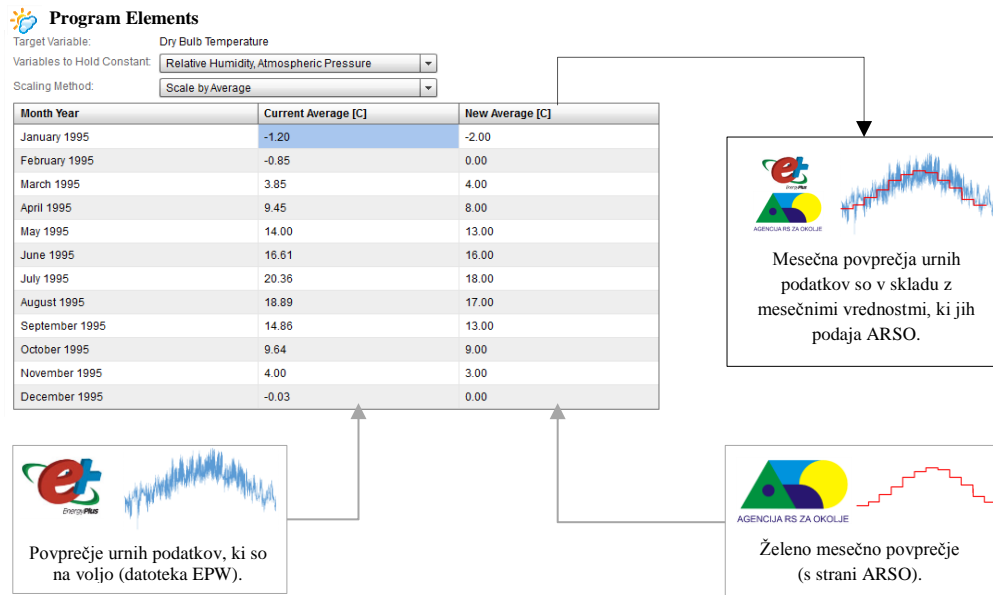 Program Elements
Target Variable: Dry Bulb Temperature
Variables to Hold Constant: Relative Humidity, Atmospheric Pressure
Scaling Method: Scale by Average
Month Year Current Average [C] New Average [C]
January 1995 -1.20 -2.00
February 1995 -0.85 0.00
March 1995 3.85 4.00
April 1995 9.45 8.00
May 1995 14.00 13.00
June 1995 16.61 16.00
July 1995 20.36 18.00
August 1995 18.89 17.00
September 1995 14.86 13.00
October 1995 9.64 9.00
November 1995 4.00 3.00
December 1995 -0.03 0.00
et
EnergyPlus
AGENCIJA RS ZA OKOLJE
Mesečna povprečja urnih
podatkov so v skladu z
mesečnimi vrednostmi, ki jih
podaja ARSO.
et
EnergyPlus
Povprečje urnih podatkov, ki so
na voljo (datoteka EPW).
AGENCIJA RS ZA OKOLJE
Želeno mesečno povprečje
(s strani ARSO).